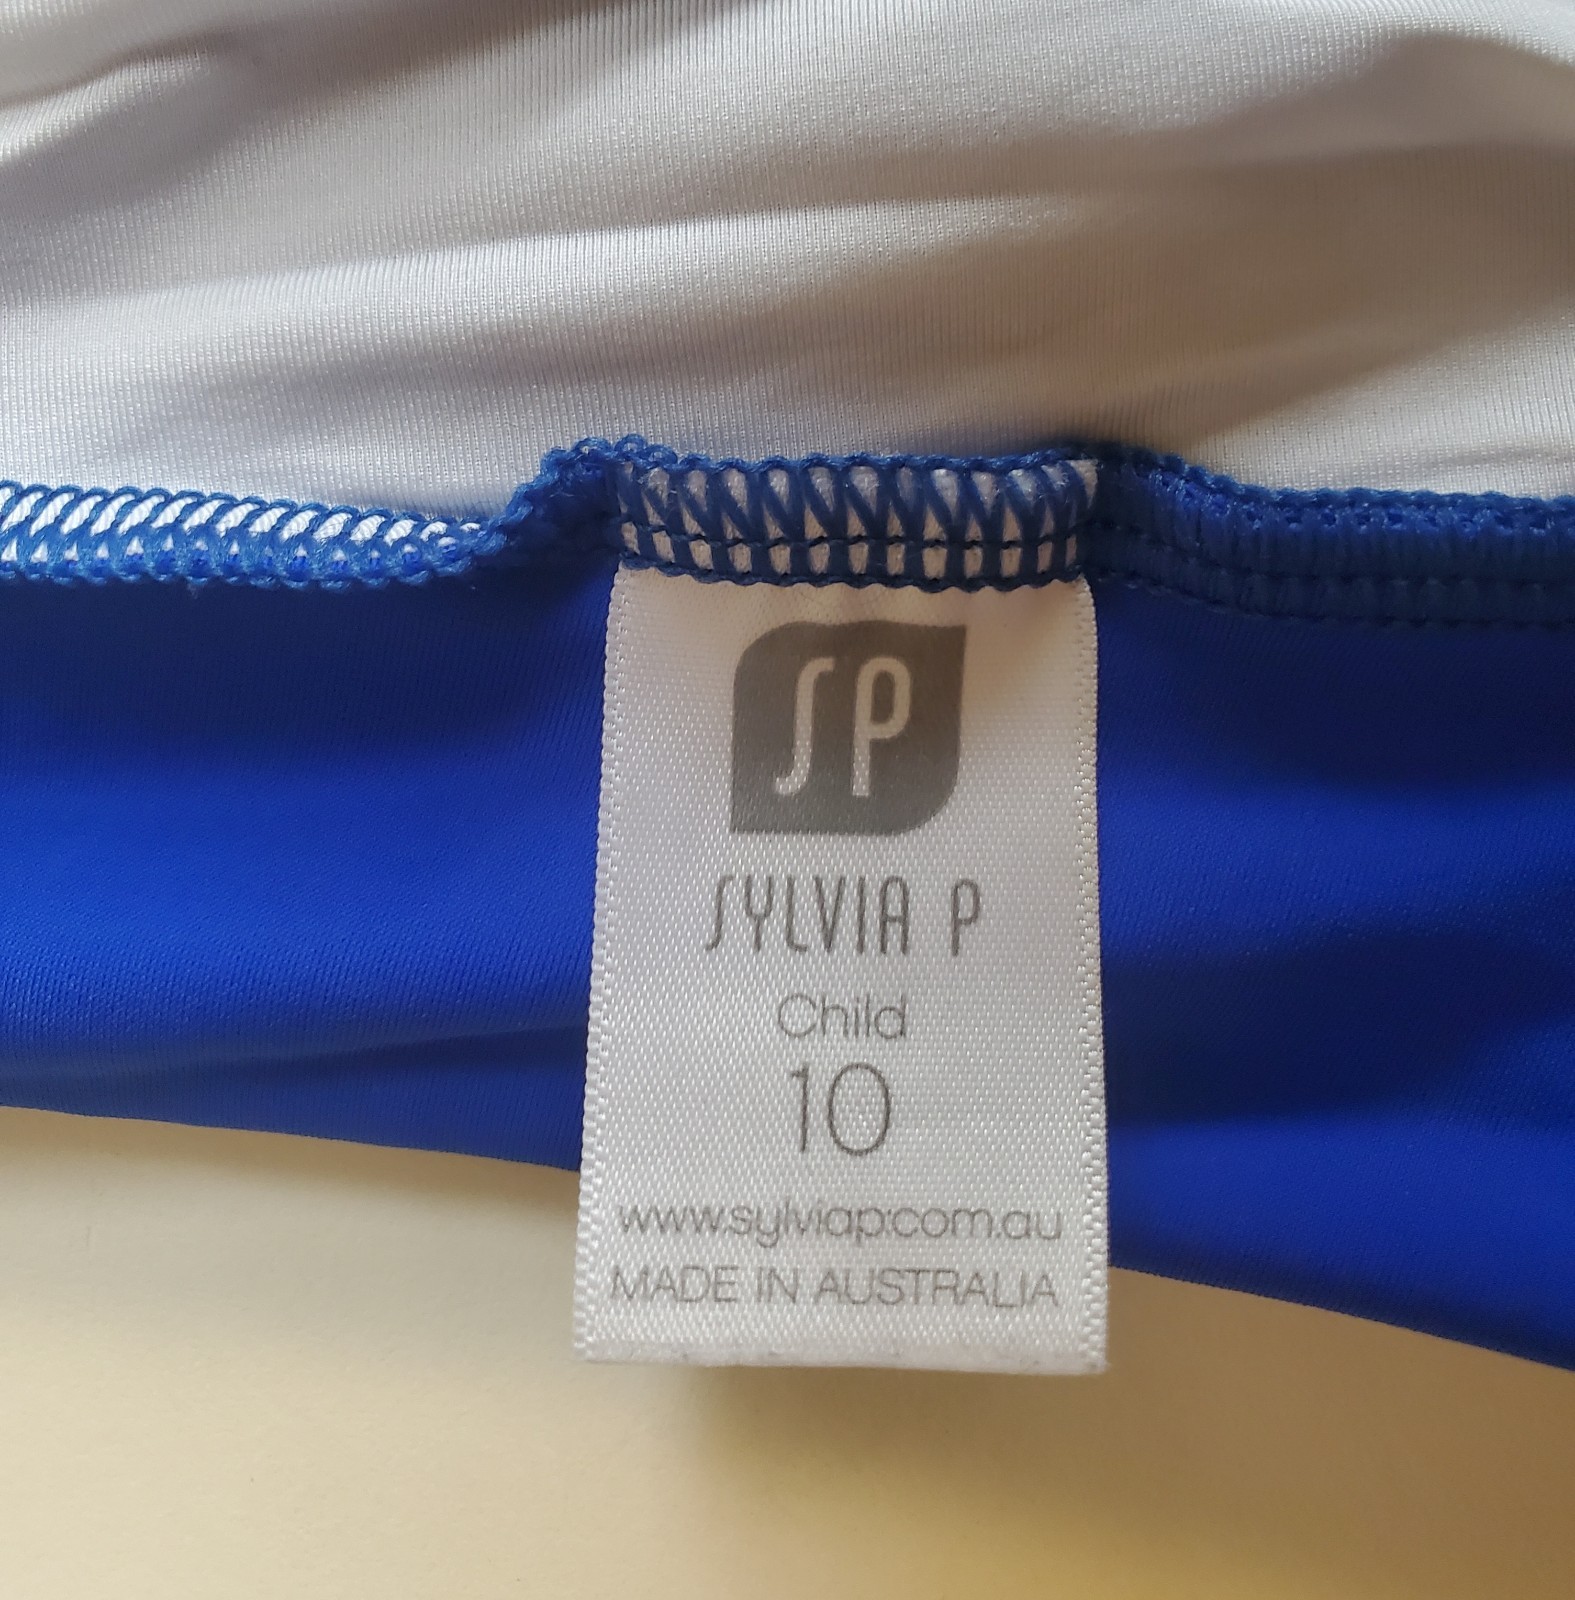 SP
SYLVIA P
Child
10
www.sylviap.com.au
MADE IN AUSTRALIA